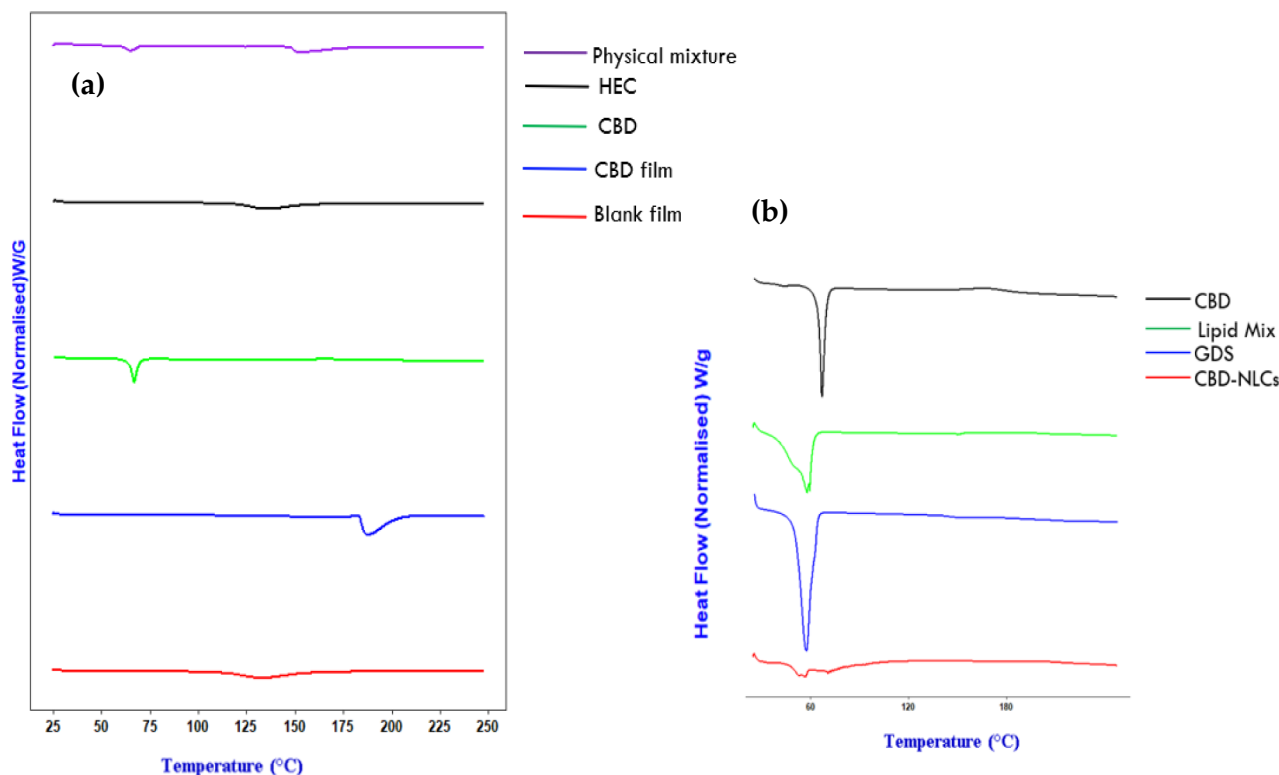 (a)
Physical mixture
HEC
CBD
CBD film
Blank film
Heat Flow (Normalised)W/G
25 50 75 100 125 150 175 200 225 250
Temperature (°C)
(b)
CBD
Lipid Mix
GDS
CBD-NLCs
Heat Flow (Normalised) W/g
60 120 180
Temperature (°C)